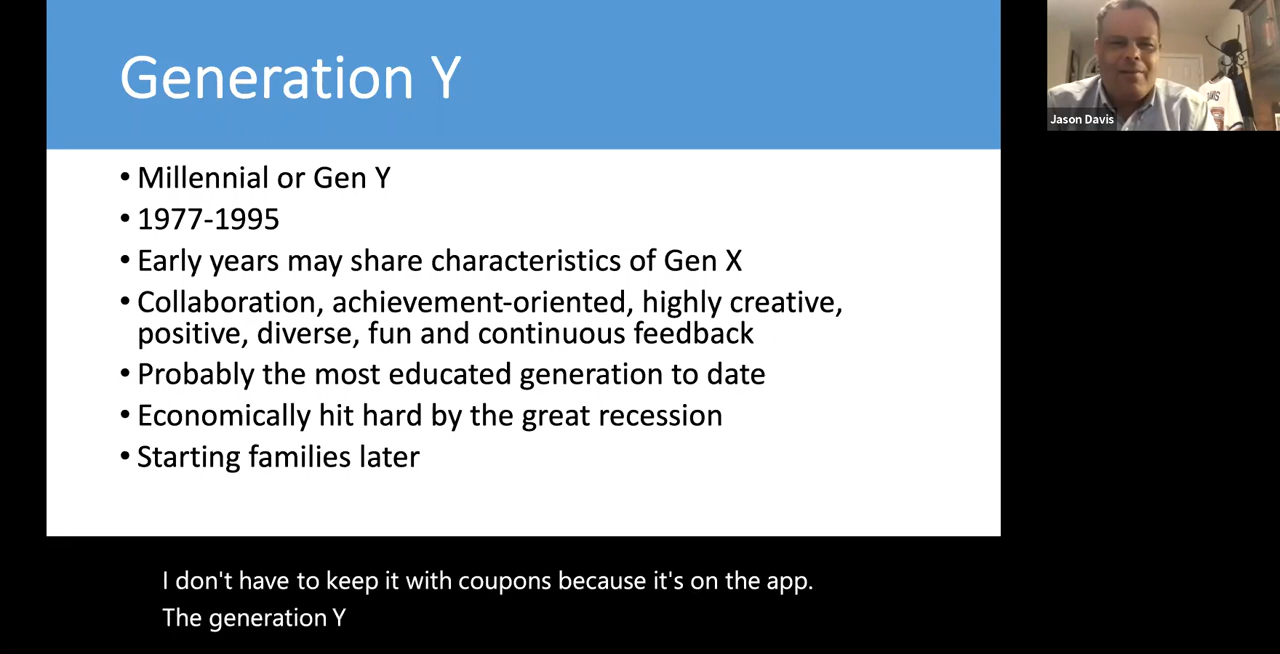 Generation Y
• Millennial or Gen Y
• 1977-1995
• Early years may share characteristics of Gen X
• Collaboration, achievement-oriented, highly creative,
positive, diverse, fun and continuous feedback
• Probably the most educated generation to date
• Economically hit hard by the great recession
• Starting families later
Jason Davis
I don't have to keep it with coupons because it's on the app.
The generation Y